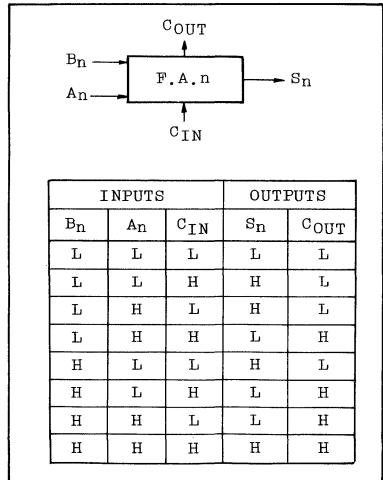 COUT
Bn
F.A.n
Sn
An
CIN
INPUTS OUTPUTS
Bn An CIN Sn COUT
L L L L L
L L H H L
L H L H L
L H H L H
H L L H L
H L H L H
H H L L H
H H H H H